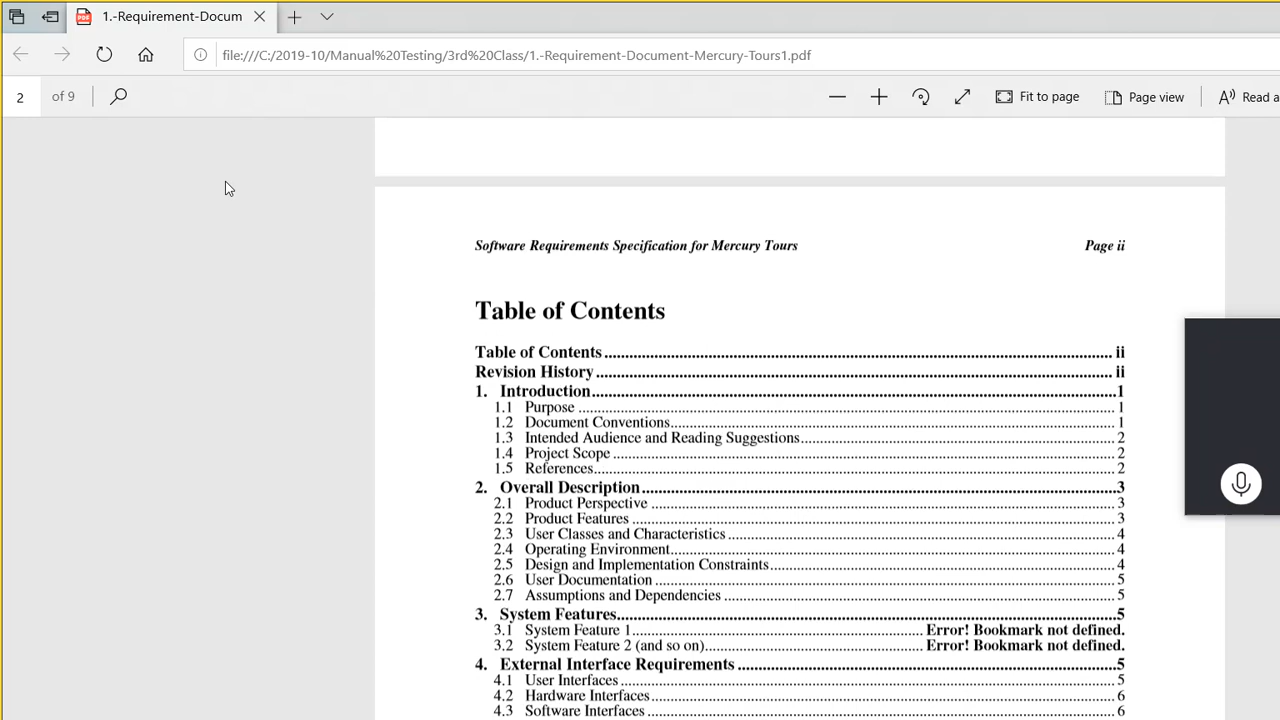 1.-Requirement-Docum
file:///C:/2019-10/Manual%20Testing/3rd%20Class/1.-Requirement-Document-Mercury-Tours1.pdf
2 of 9 Fit to page Page view Read a
Software Requirements Specification for Mercury Tours Page ii
Table of Contents
Table of Contents ii
Revision History ii
1. Introduction 1
1.1 Purpose 1
1.2 Document Conventions 1
1.3 Intended Audience and Reading Suggestions 2
1.4 Project Scope 2
1.5 References 2
2. Overall Description 3
2.1 Product Perspective 3
2.2 Product Features 3
2.3 User Classes and Characteristics 4
2.4 Operating Environment 4
2.5 Design and Implementation Constraints 4
2.6 User Documentation 5
2.7 Assumptions and Dependencies 5
3. System Features 5
3.1 System Feature 1 Error! Bookmark not defined.
3.2 System Feature 2 (and so on) Error! Bookmark not defined.
4. External Interface Requirements 5
4.1 User Interfaces 5
4.2 Hardware Interfaces 6
4.3 Software Interfaces 6